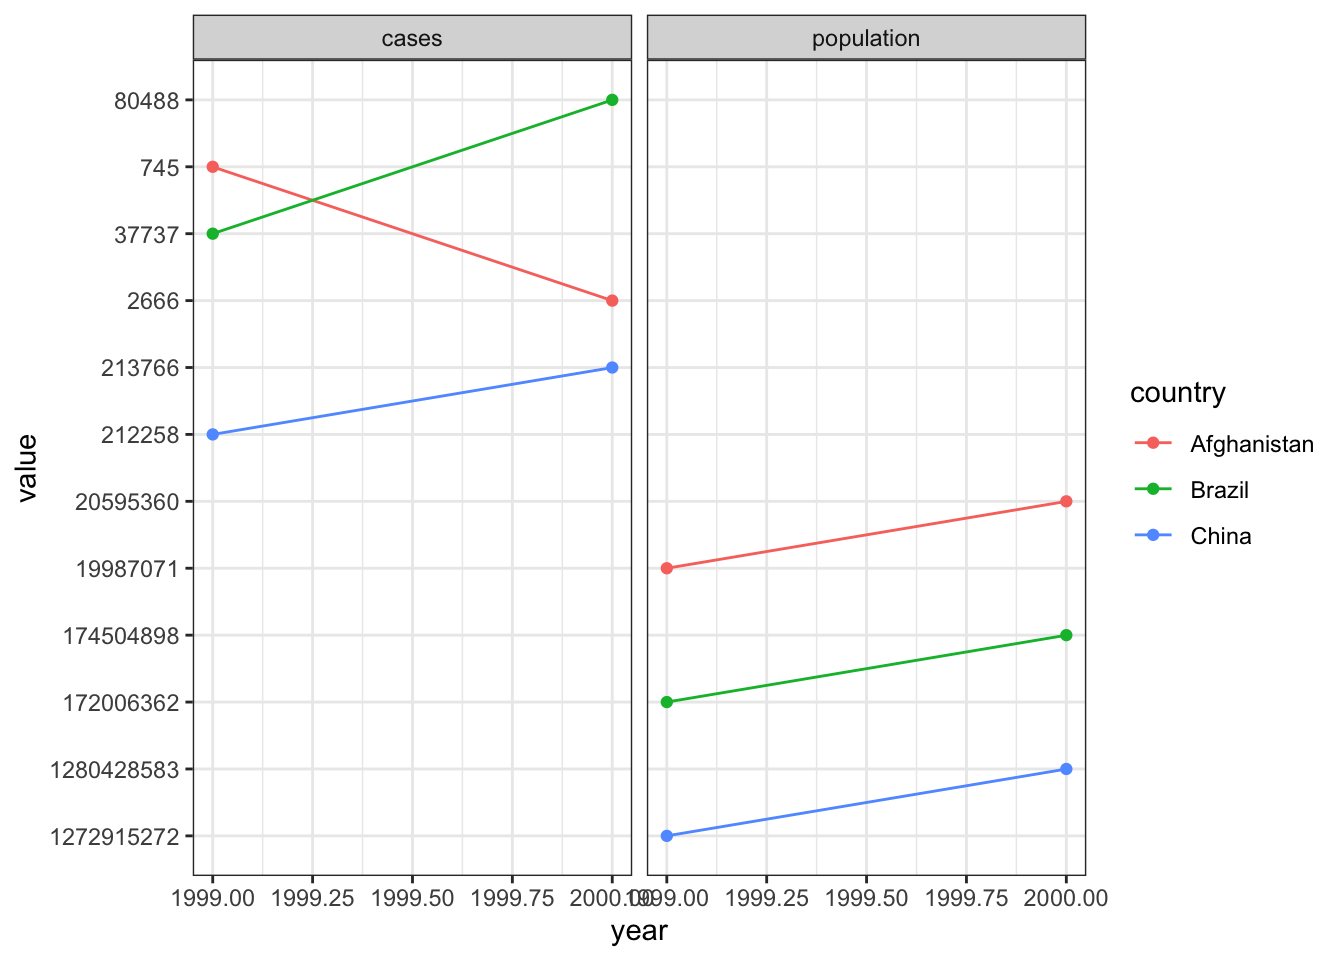 cases
population
80488
745
37737
2666
213766
212258
20595360
19987071
174504898
172006362
1280428583
1272915272
value
1999.00 1999.25 1999.50 1999.75 2000.00
1999.00 1999.25 1999.50 1999.75 2000.00
year
country
Afghanistan
Brazil
China